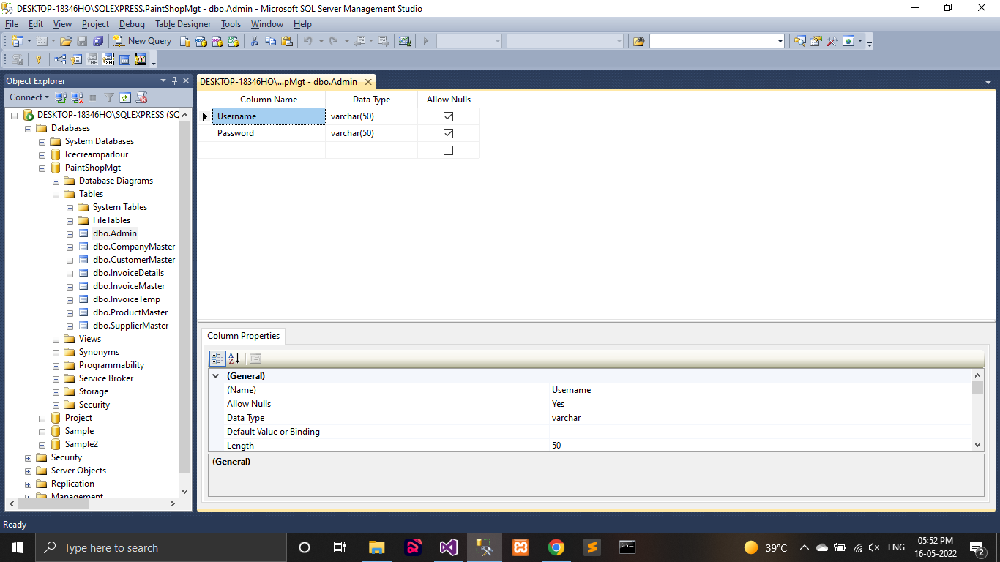 DESKTOP-18346HO\SQLEXPRESS.PaintShopMgt - dbo.Admin - Microsoft SQL Server Management Studio
File Edit View Project Debug Table Designer Tools Window Help
New Query
Object Explorer
Connect
DESKTOP-18346HO\SQLEXPRESS (SC
Databases
System Databases
Icecreamparlour
PaintShopMgt
Database Diagrams
Tables
System Tables
FileTables
dbo.Admin
dbo.CompanyMaster
dbo.CustomerMaster
dbo.InvoiceDetails
dbo.InvoiceMaster
dbo.InvoiceTemp
dbo.ProductMaster
dbo.SupplierMaster
Views
Synonyms
Programmability
Service Broker
Storage
Security
Project
Sample
Sample2
Security
Server Objects
Replication
Management
DESKTOP-18346HO\...pMgt - dbo.Admin
Column Name Data Type Allow Nulls
Username varchar(50)
Password varchar(50)
Column Properties
(General)
(Name) Username
Allow Nulls Yes
Data Type varchar
Default Value or Binding
Length 50
(General)
Ready
Type here to search
39°C
ENG
05:52 PM
16-05-2022
2